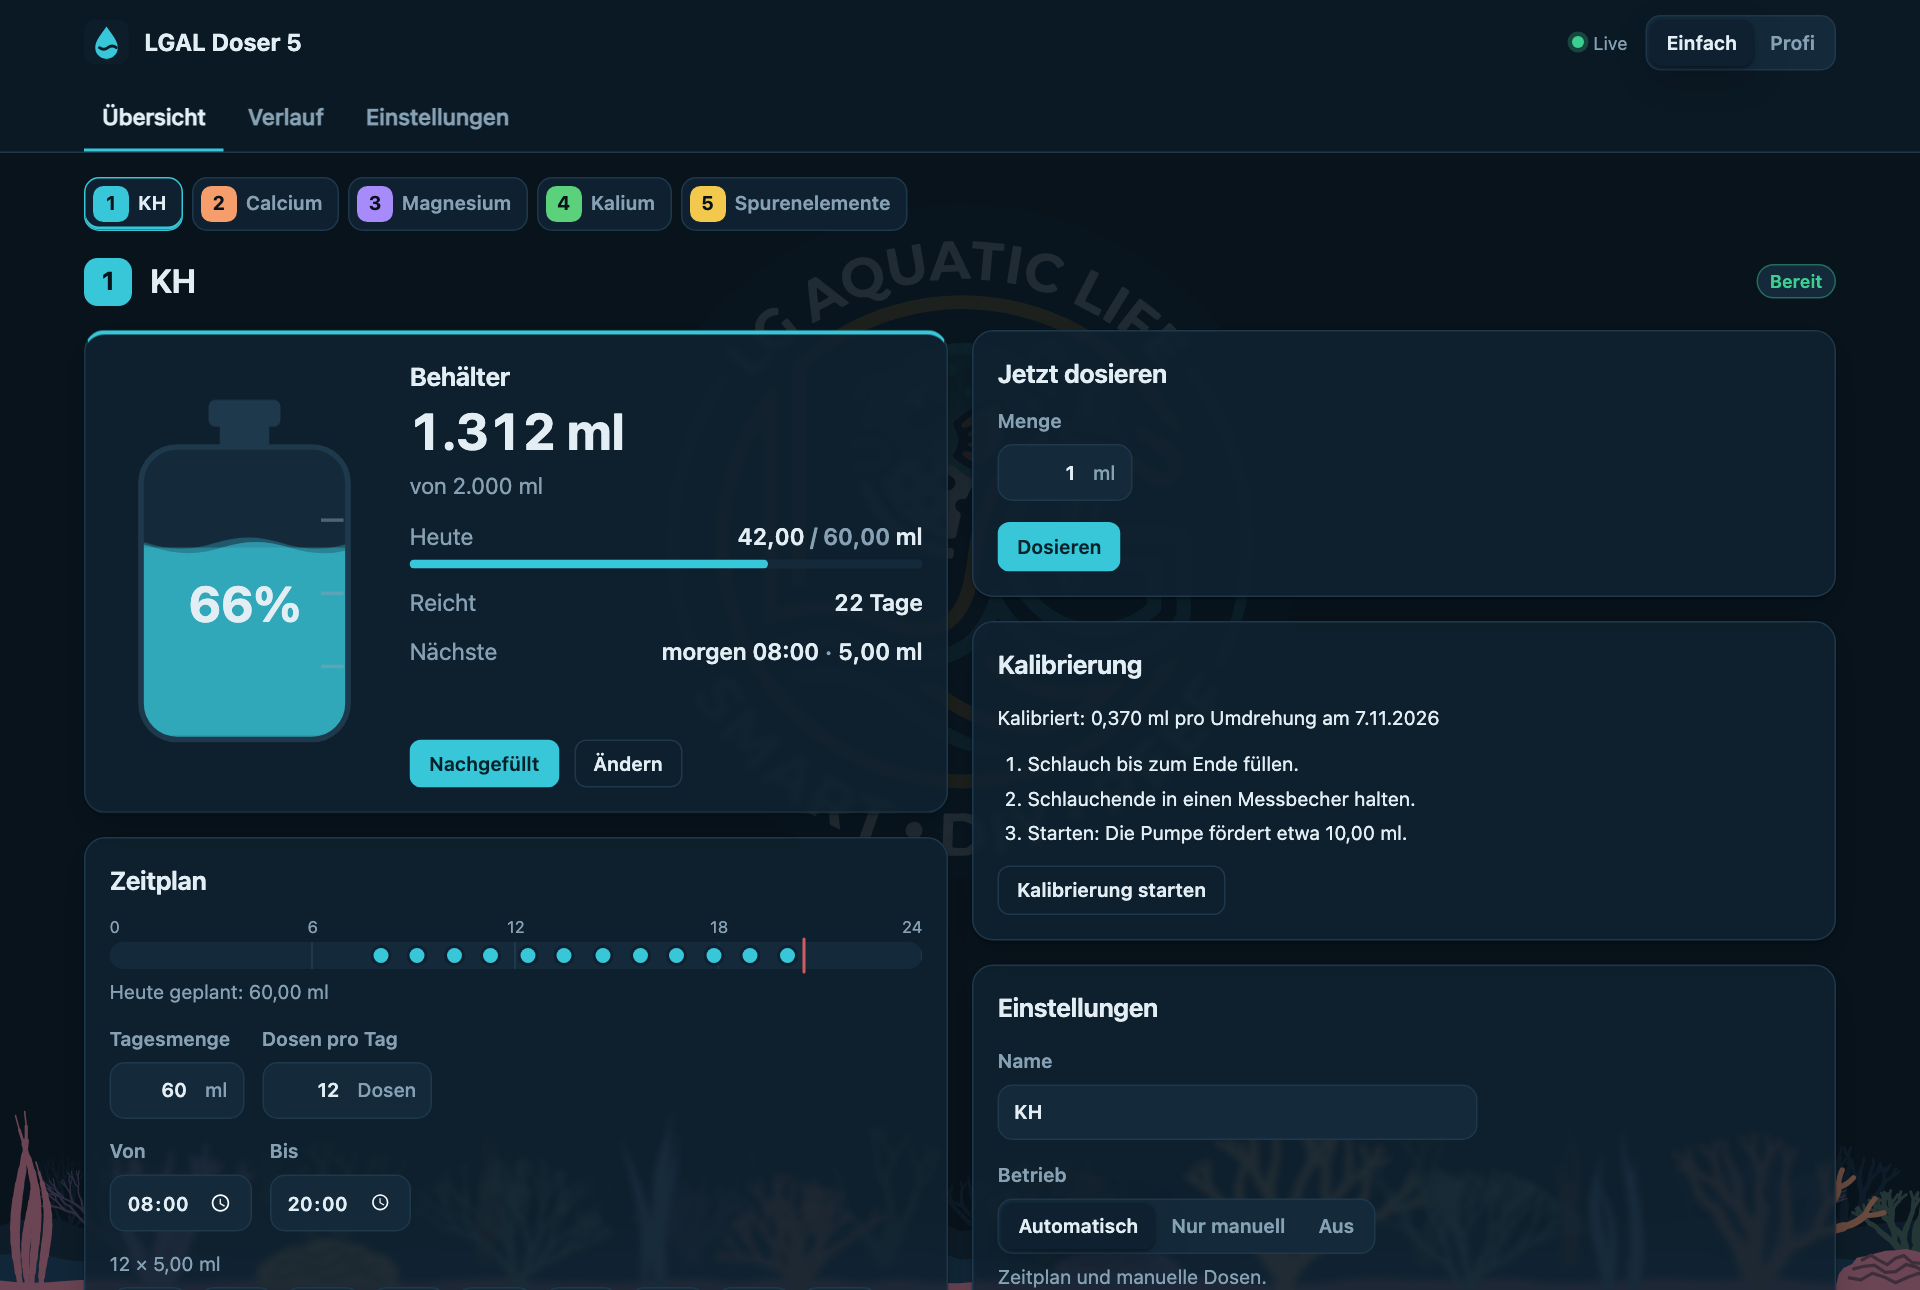 LGAL Doser 5
Live
Einfach
Profi
Übersicht
Verlauf
Einstellungen
1 KH
2 Calcium
3 Magnesium
4 Kalium
5 Spurenelemente
1 KH
Bereit
LG AQUATIC LIFE
Behälter
1.312 ml
von 2.000 ml
66%
Heute 42,00 / 60,00 ml
Reicht 22 Tage
Nächste morgen 08:00 · 5,00 ml
Nachgefüllt
Ändern
Jetzt dosieren
Menge
1 ml
Dosieren
Kalibrierung
Kalibriert: 0,370 ml pro Umdrehung am 7.11.2026
1. Schlauch bis zum Ende füllen.
2. Schlauchende in einen Messbecher halten.
3. Starten: Die Pumpe fördert etwa 10,00 ml.
Kalibrierung starten
SMART • D
Zeitplan
0 6 12 18 24
Heute geplant: 60,00 ml
Tagesmenge Dosen pro Tag
60 ml 12 Dosen
Von Bis
08:00 20:00
12 × 5,00 ml
Einstellungen
Name
KH
Betrieb
Automatisch Nur manuell Aus
Zeitplan und manuelle Dosen.